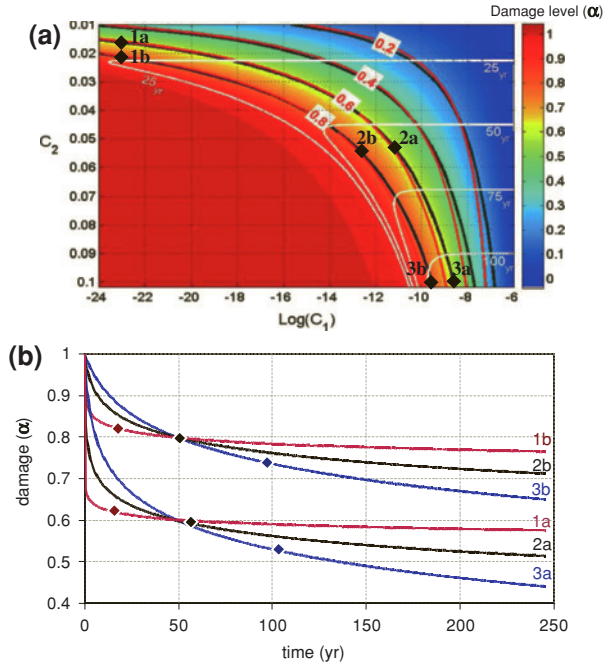 Damage level (α)
(a)
0.01
0.02
0.03
0.04
0.05
0.06
0.07
0.08
0.09
0.1
C2
-24 -22 -20 -18 -16 -14 -12 -10 -8 -6
Log(C1)
1a
1b
2b 2a
3b 3a
0.2
0.4
0.6
0.8
25yr
25yr
50yr
75yr
100yr
1
0.9
0.8
0.7
0.6
0.5
0.4
0.3
0.2
0.1
0
(b)
1
0.9
0.8
0.7
0.6
0.5
0.4
damage (α)
1b
2b
3b
1a
2a
3a
0 50 100 150 200 250
time (yr)